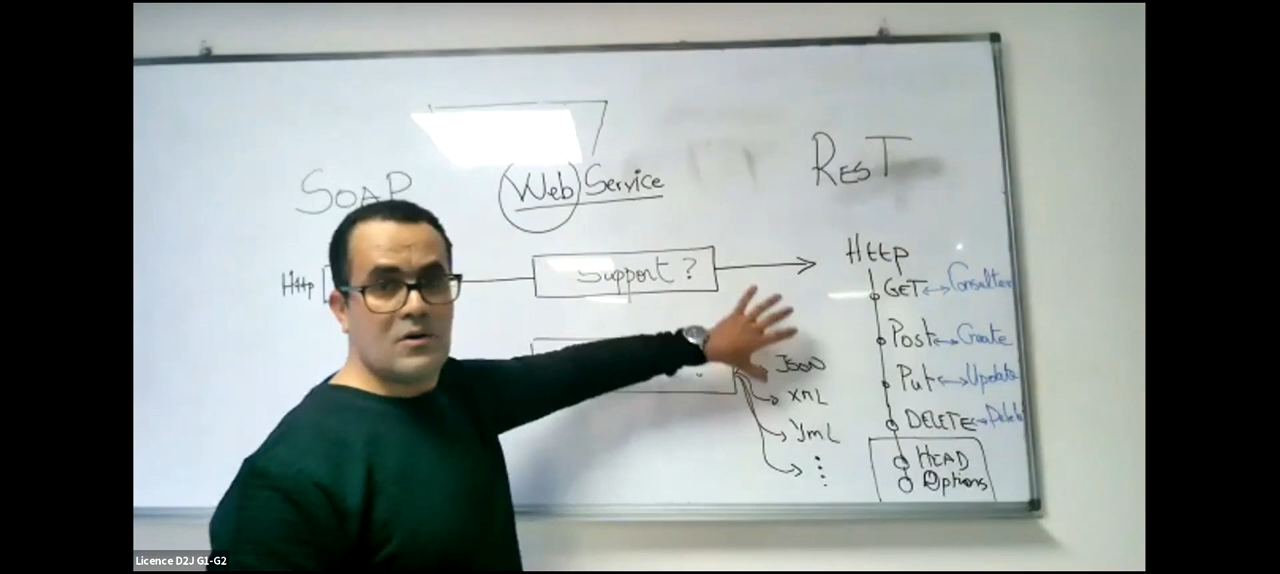 SOAP
Web Service
REST
Http
Support ?
Http
GET ↔ Consulter
Post ↔ Create
Put ↔ Update
DELETE
HEAD
Options
JSON
XML
YML
Licence D2J G1-G2